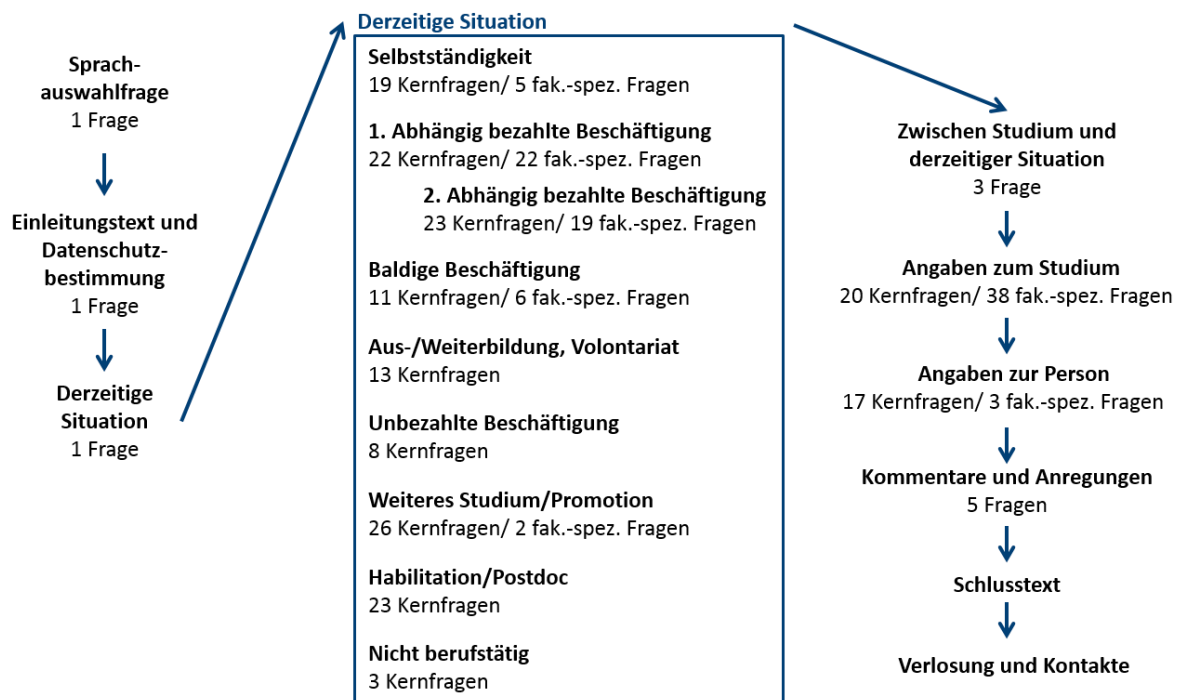 Sprach-
auswahlfrage
1 Frage
Einleitungstext und
Datenschutz-
bestimmung
1 Frage
Derzeitige
Situation
1 Frage
Derzeitige Situation
Selbstständigkeit
19 Kernfragen/ 5 fak.-spez. Fragen
1. Abhängig bezahlte Beschäftigung
22 Kernfragen/ 22 fak.-spez. Fragen
2. Abhängig bezahlte Beschäftigung
23 Kernfragen/ 19 fak.-spez. Fragen
Baldige Beschäftigung
11 Kernfragen/ 6 fak.-spez. Fragen
Aus-/Weiterbildung, Volontariat
13 Kernfragen
Unbezahlte Beschäftigung
8 Kernfragen
Weiteres Studium/Promotion
26 Kernfragen/ 2 fak.-spez. Fragen
Habilitation/Postdoc
23 Kernfragen
Nicht berufstätig
3 Kernfragen
Zwischen Studium und
derzeitiger Situation
3 Frage
Angaben zum Studium
20 Kernfragen/ 38 fak.-spez. Fragen
Angaben zur Person
17 Kernfragen/ 3 fak.-spez. Fragen
Kommentare und Anregungen
5 Fragen
Schlusstext
Verlosung und Kontakte